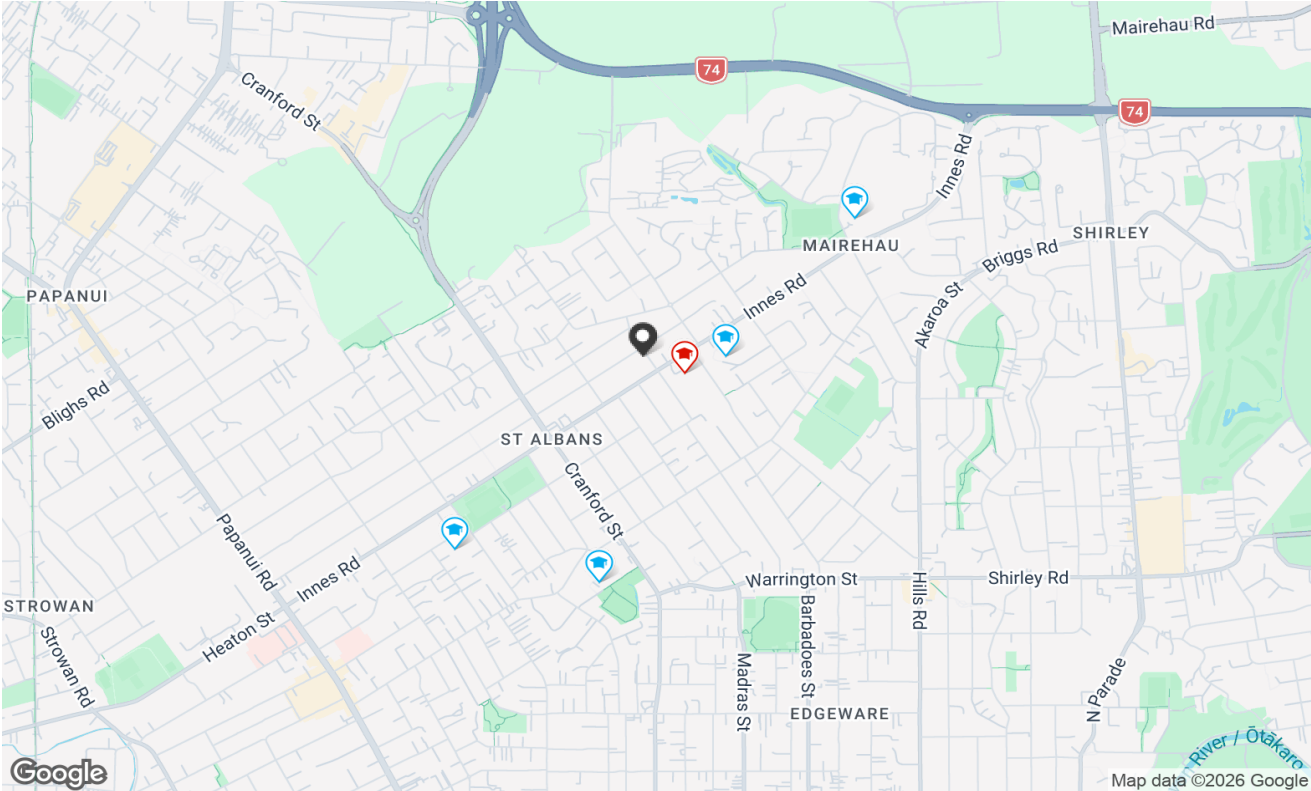 Mairehau Rd
74
Cranford St
74
Innes Rd
SHIRLEY
MAIREHAU
Briggs Rd
PAPANUI
Innes Rd
Akaroa St
Blighs Rd
ST ALBANS
Cranford St
Papanui Rd
Innes Rd
Warrington St
Shirley Rd
Hills Rd
Barbadoes St
STROWAN
Heaton St
Strowan Rd
Madras St
N Parade
EDGEWARE
River / Ōtākaro
Google
Map data ©2026 Google